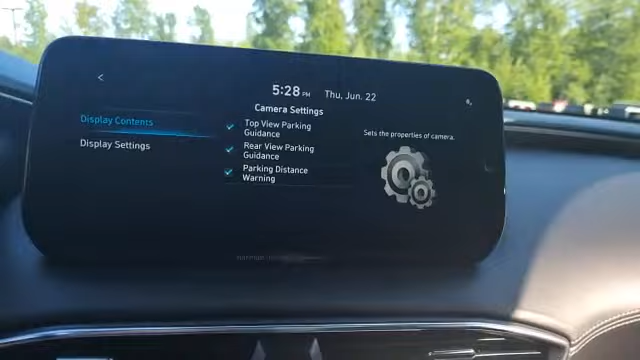 5:28 PM Thu, Jun. 22
Camera Settings
Display Contents
Display Settings
Top View Parking
Guidance
Rear View Parking
Guidance
Parking Distance
Warning
Sets the properties of camera.